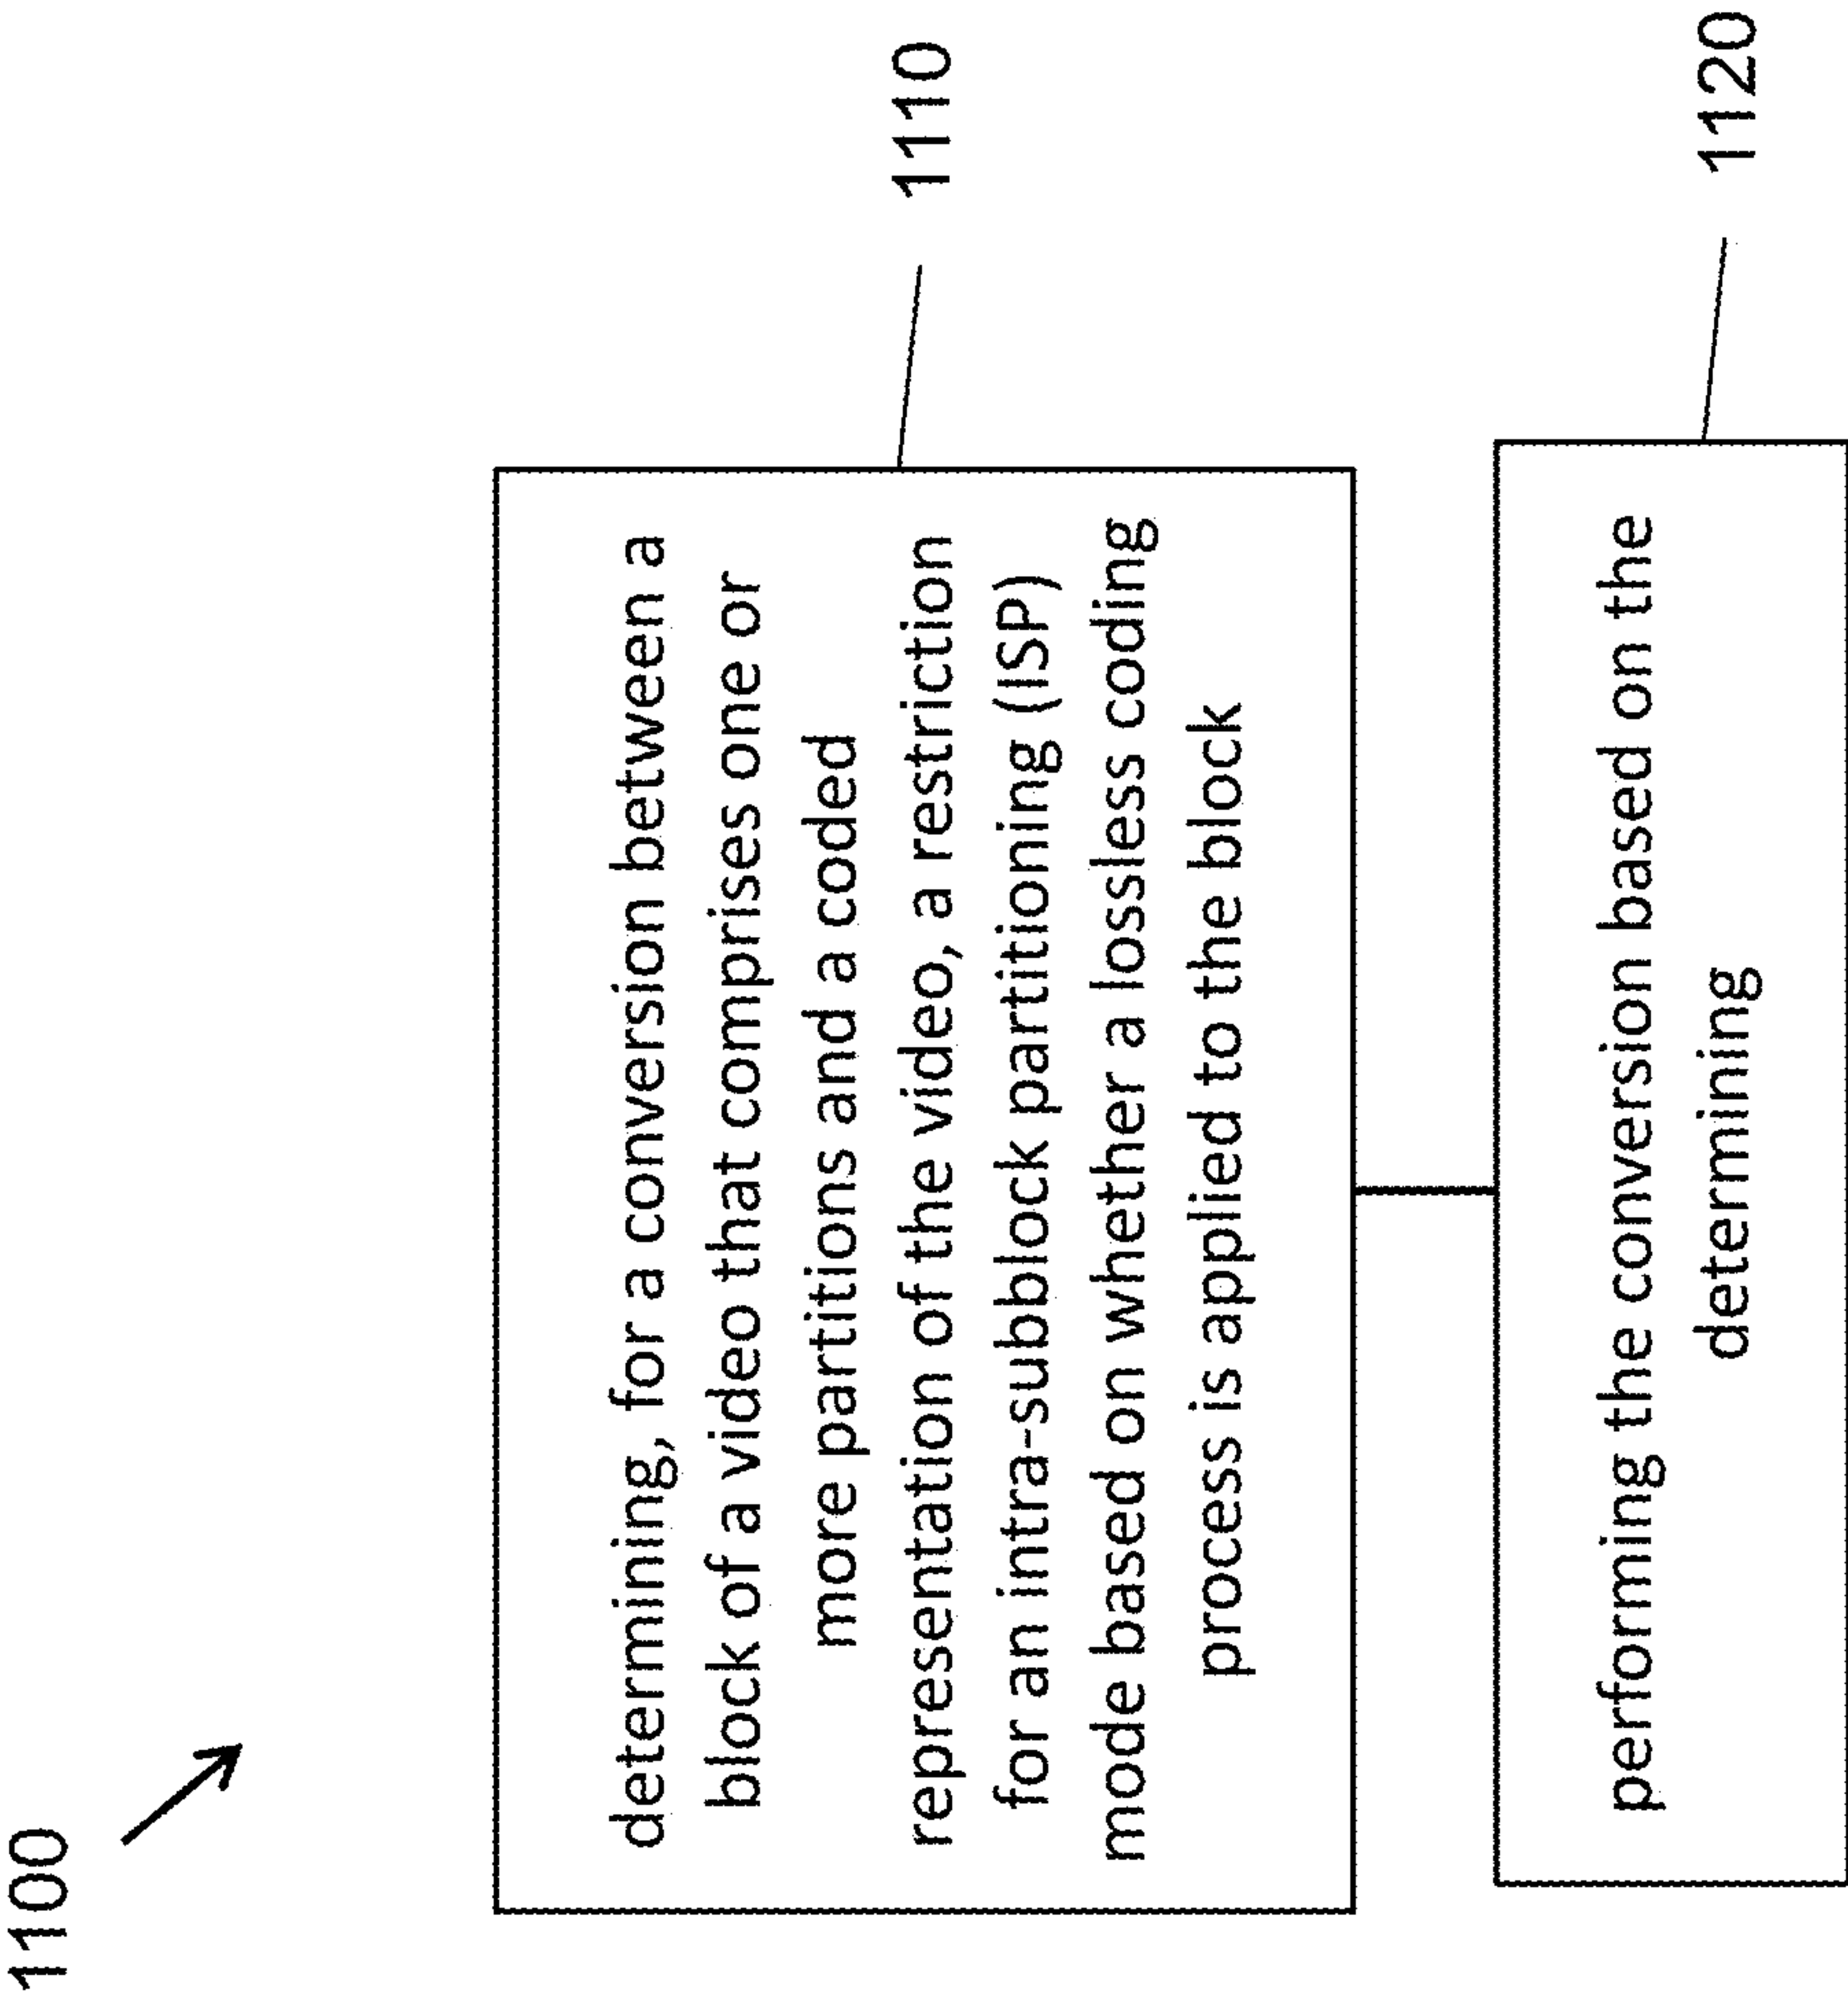 1100
determining, for a conversion between a
block of a video that comprises one or
more partitions and a coded
representation of the video, a restriction
for an intra-subblock partitioning (ISP)
mode based on whether a lossless coding
process is applied to the block
1110
performing the conversion based on the
determining
1120